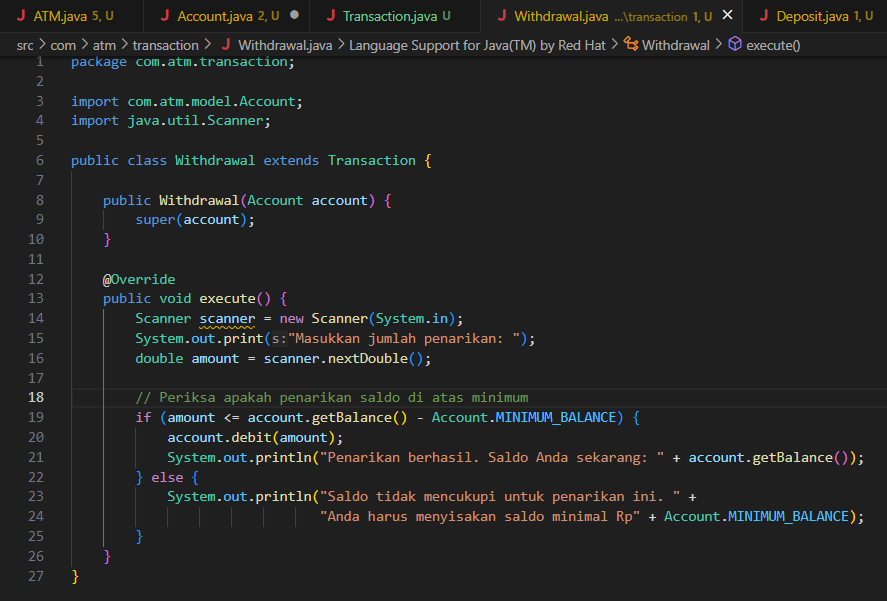 ATM.java 5, U Account.java 2, U Transaction.java U Withdrawal.java ...\transaction 1, U Deposit.java 1, U
src > com > atm > transaction > Withdrawal.java > Language Support for Java(TM) by Red Hat > Withdrawal > execute()
1 package com.atm.transaction;
2
3 import com.atm.model.Account;
4 import java.util.Scanner;
5
6 public class Withdrawal extends Transaction {
7
8 public Withdrawal(Account account) {
9 super(account);
10 }
11
12 @Override
13 public void execute() {
14 Scanner scanner = new Scanner(System.in);
15 System.out.print(s:"Masukkan jumlah penarikan: ");
16 double amount = scanner.nextDouble();
17
18 // Periksa apakah penarikan saldo di atas minimum
19 if (amount <= account.getBalance() - Account.MINIMUM_BALANCE) {
20 account.debit(amount);
21 System.out.println("Penarikan berhasil. Saldo Anda sekarang: " + account.getBalance());
22 } else {
23 System.out.println("Saldo tidak mencukupi untuk penarikan ini. " +
24 "Anda harus menyisakan saldo minimal Rp" + Account.MINIMUM_BALANCE);
25 }
26 }
27 }